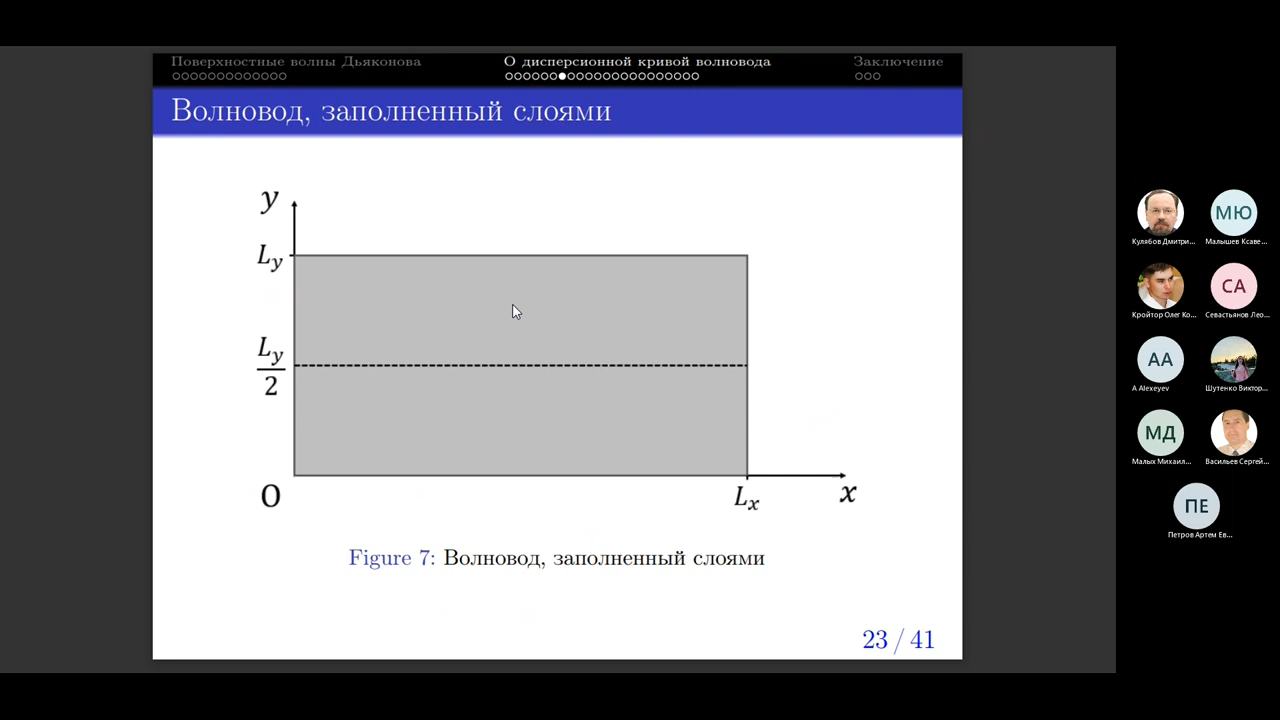 Поверхностные волны Дьяконова
О дисперсионной кривой волновода
Заключение
Волновод, заполненный слоями
y
L_y
L_y
2
O
L_x
x
Figure 7: Волновод, заполненный слоями
23 / 41
Кулябов Дмитри...
МЮ
Малышев Ксаве...
Кройтор Олег Ко...
СА
Севастьянов Лео...
АА
A Alexeyev
Шутенко Виктор...
МД
Малых Михаил...
Васильев Сергей...
ПЕ
Петров Артем Ев...